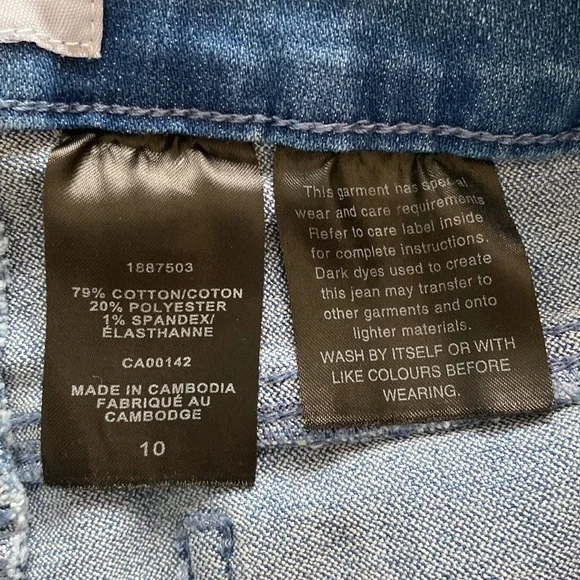 1887503
79% COTTON/COTON
20% POLYESTER
1% SPANDEX/
ÉLASTHANNE
CA00142
MADE IN CAMBODIA
FABRIQUÉ AU
CAMBODGE
10
This garment has special
wear and care requirements
Refer to care label inside
for complete instructions.
Dark dyes used to create
this jean may transfer to
other garments and onto
lighter materials.
WASH BY ITSELF OR WITH
LIKE COLOURS BEFORE
WEARING.